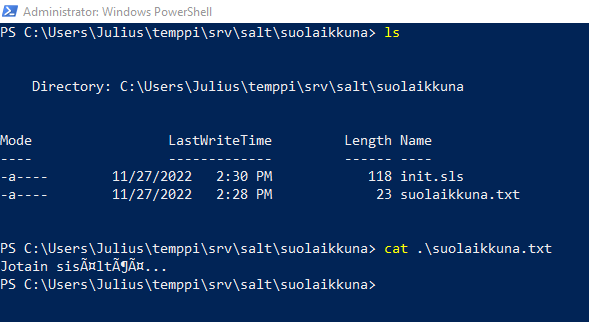 Administrator: Windows PowerShell
PS C:\Users\Julius\temppi\srv\salt\suolaikkuna> ls
Directory: C:\Users\Julius\temppi\srv\salt\suolaikkuna
Mode                LastWriteTime         Length Name
----                -------------         ------ ----
-a----        11/27/2022   2:30 PM            118 init.sls
-a----        11/27/2022   2:28 PM             23 suolaikkuna.txt
PS C:\Users\Julius\temppi\srv\salt\suolaikkuna> cat .\suolaikkuna.txt
Jotain sisÃ¤ltÃ¶Ã¤...
PS C:\Users\Julius\temppi\srv\salt\suolaikkuna>